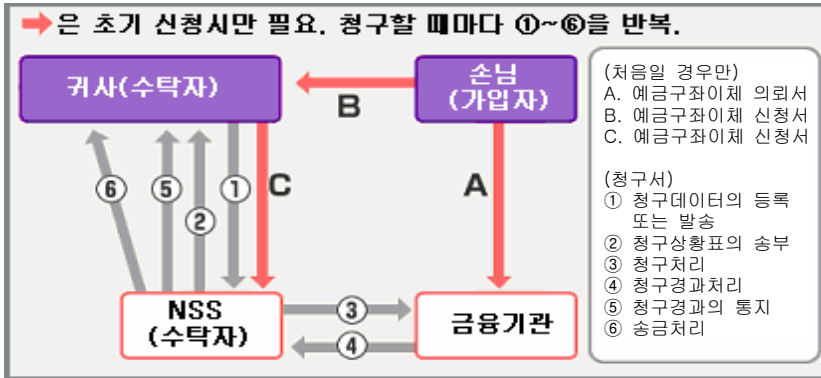 ➡은 초기 신청시만 필요. 청구할 때마다 ①~⑥을 반복.
귀사(수탁자)
손님
(가입자)
B
⑥
⑤
②
①
C
A
NSS
(수탁자)
③
④
금융기관
(처음일 경우만)
A. 예금구좌이체 의뢰서
B. 예금구좌이체 신청서
C. 예금구좌이체 신청서
(청구서)
① 청구데이터의 등록
또는 발송
② 청구상황표의 송부
③ 청구처리
④ 청구경과처리
⑤ 청구경과의 통지
⑥ 송금처리